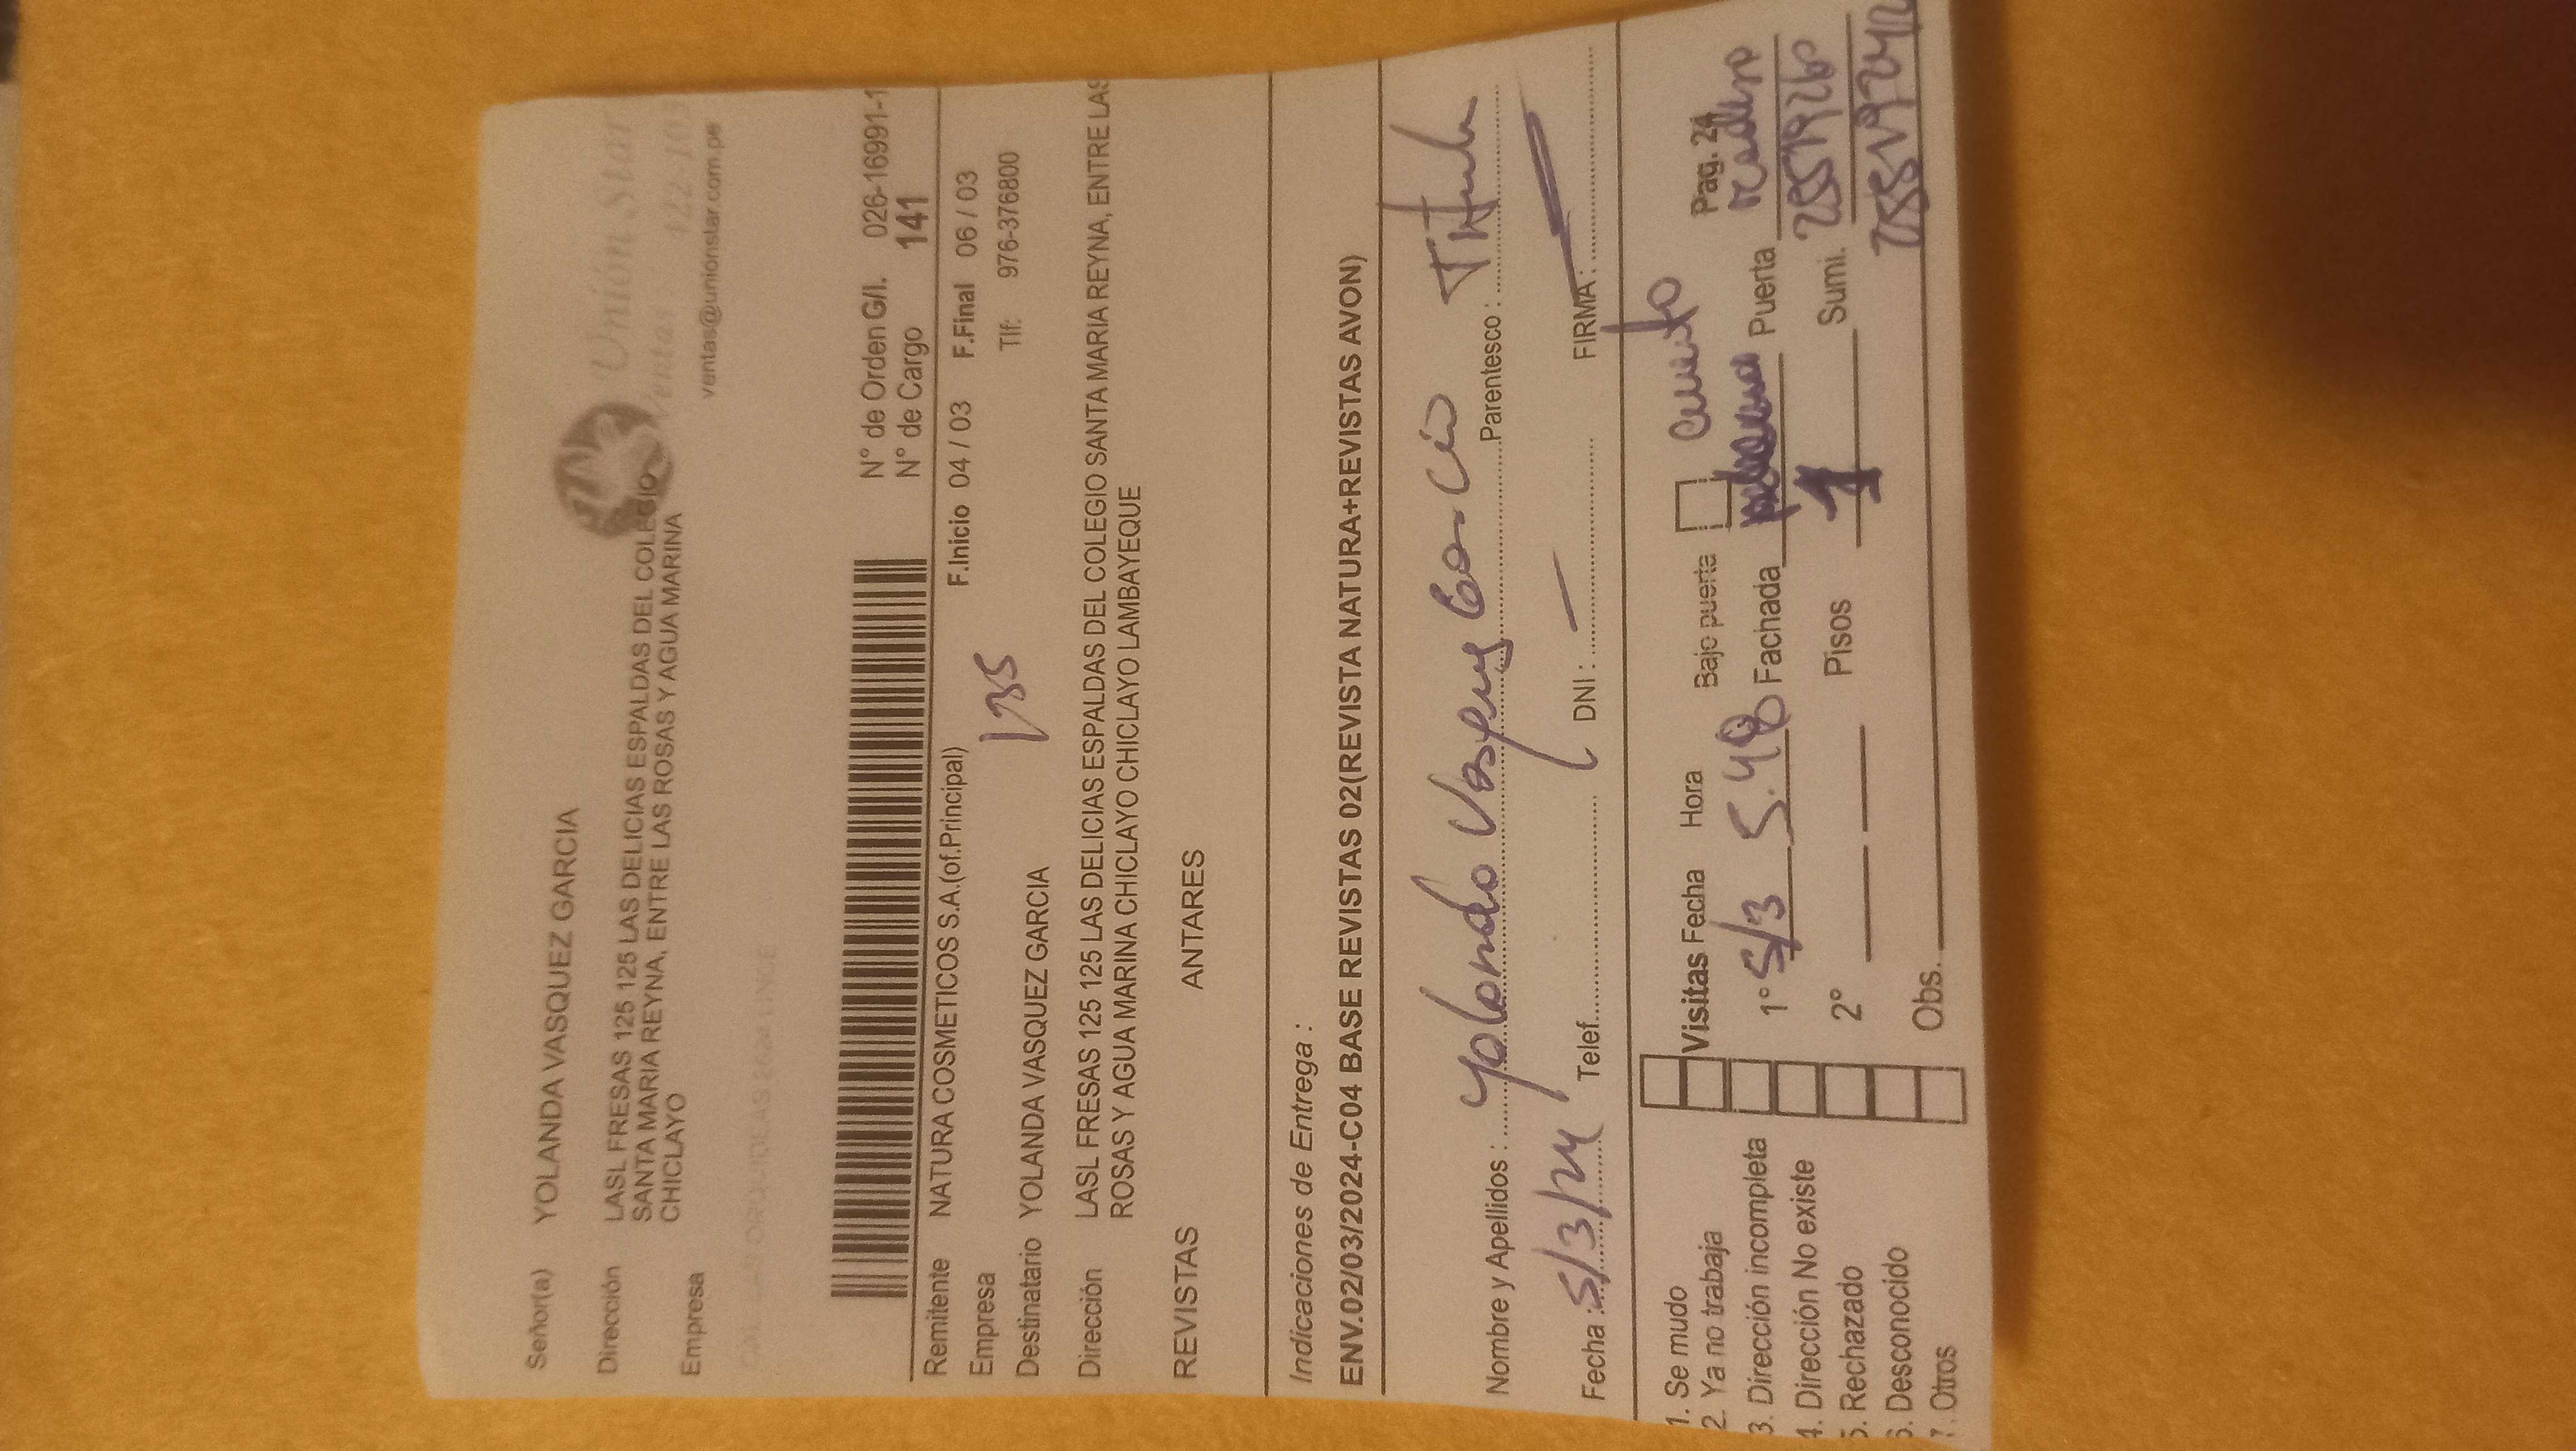 Señor(a) YOLANDA VASQUEZ GARCIA
Unión Star
Dirección LASL FRESAS 125 125 LAS DELICIAS ESPALDAS DEL COLEGIO
SANTA MARIA REYNA, ENTRE LAS ROSAS Y AGUA MARINA
Empresa CHICLAYO
ventas@unionstar.com.pe
N° de Orden G/I. 026-16991-1
N° de Cargo 141
Remitente NATURA COSMETICOS S.A.(of.Principal) F.Inicio 04 / 03 F.Final 06 / 03
Empresa Tlf: 976-376800
Destinatario YOLANDA VASQUEZ GARCIA
Dirección LASL FRESAS 125 125 LAS DELICIAS ESPALDAS DEL COLEGIO SANTA MARIA REYNA, ENTRE LAS
ROSAS Y AGUA MARINA CHICLAYO CHICLAYO LAMBAYEQUE
REVISTAS ANTARES
Indicaciones de Entrega :
ENV.02/03/2024-C04 BASE REVISTAS 02(REVISTA NATURA+REVISTAS AVON)
Nombre y Apellidos : Yolanda Vasquez Garcia Parentesco : Titular
Fecha : 5/3/24 Telef. DNI : FIRMA :
1. Se mudo Visitas Fecha Hora Bajo puerta Pag. 24
2. Ya no trabaja 1° 5/3 5:48 Fachada Puerta
3. Dirección incompleta
4. Dirección No existe 2° Pisos 1 Sumi. 25519260
5. Rechazado
6. Desconocido Obs.
7. Otros